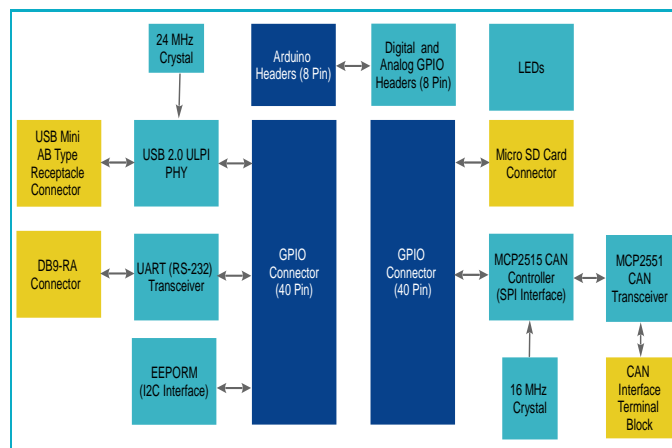 24 MHz
Crystal
Arduino
Headers (8 Pin)
Digital and
Analog GPIO
Headers (8 Pin)
LEDs
USB Mini
AB Type
Receptacle
Connector
USB 2.0 ULPI
PHY
Micro SD Card
Connector
DB9-RA
Connector
UART (RS-232)
Transceiver
GPIO
Connector
(40 Pin)
GPIO
Connector
(40 Pin)
MCP2515 CAN
Controller
(SPI Interface)
MCP2551
CAN
Transceiver
EEPORM
(I2C Interface)
16 MHz
Crystal
CAN
Interface
Terminal
Block